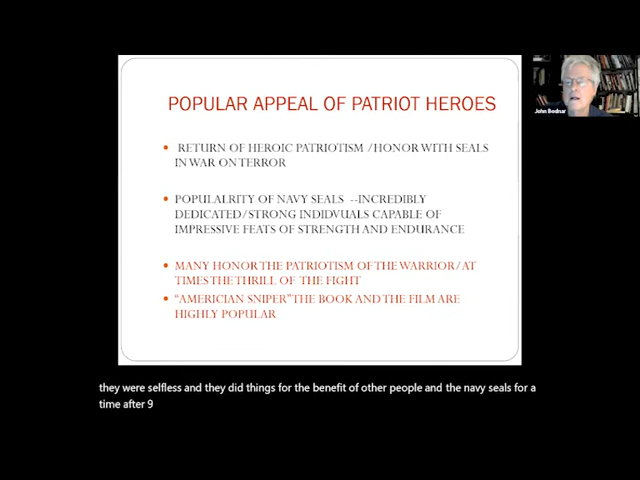 POPULAR APPEAL OF PATRIOT HEROES
John Bodnar
• RETURN OF HEROIC PATRIOTISM /HONOR WITH SEALS
IN WAR ON TERROR
• POPULALRITY OF NAVY SEALS --INCREDIBLY
DEDICATED/STRONG INDIDVUALS CAPABLE OF
IMPRESSIVE FEATS OF STRENGTH AND ENDURANCE
• MANY HONOR THE PATRIOTISM OF THE WARRIOR/AT
TIMES THE THRILL OF THE FIGHT
• “AMERICIAN SNIPER” THE BOOK AND THE FILM ARE
HIGHLY POPULAR
they were selfless and they did things for the benefit of other people and the navy seals for a
time after 9